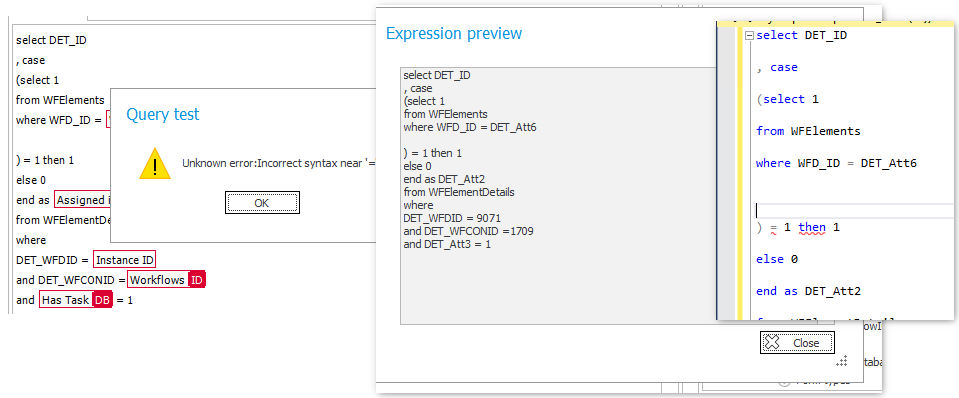 select DET_ID
, case
(select 1
from WFElements
where WFD_ID =
) = 1 then 1
else 0
end as Assigned
from WFElementDe
where
DET_WFDID = Instance ID
and DET_WFCONID = Workflows ID
and Has Task DB = 1
Query test
Unknown error:Incorrect syntax near '=
OK
Expression preview
select DET_ID
, case
(select 1
from WFElements
where WFD_ID = DET_Att6
) = 1 then 1
else 0
end as DET_Att2
from WFElementDetails
where
DET_WFDID = 9071
and DET_WFCONID =1709
and DET_Att3 = 1
Close
select DET_ID
, case
(select 1
from WFElements
where WFD_ID = DET_Att6
) = 1 then 1
else 0
end as DET_Att2